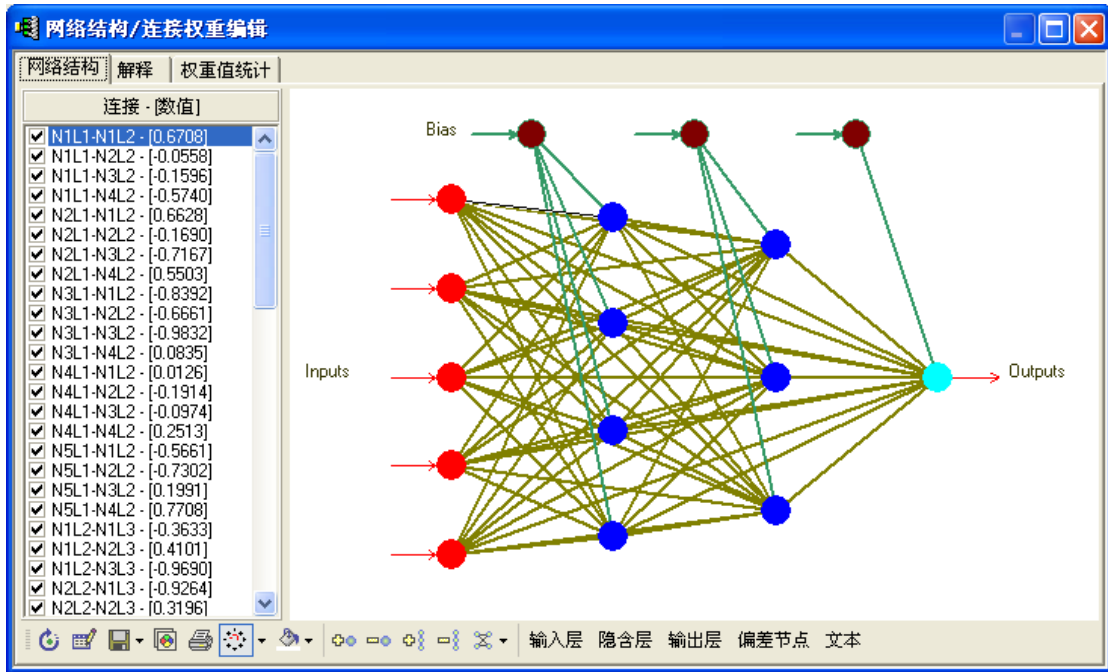 网络结构/连接权重编辑
网络结构 解释 权重值统计
连接 - [数值]
N1L1-N1L2 - [0.6708]
N1L1-N2L2 - [-0.0558]
N1L1-N3L2 - [-0.1596]
N1L1-N4L2 - [-0.5740]
N2L1-N1L2 - [0.6628]
N2L1-N2L2 - [-0.1690]
N2L1-N3L2 - [-0.7167]
N2L1-N4L2 - [0.5503]
N3L1-N1L2 - [-0.8392]
N3L1-N2L2 - [-0.6661]
N3L1-N3L2 - [-0.9832]
N3L1-N4L2 - [0.0835]
N4L1-N1L2 - [0.0126]
N4L1-N2L2 - [-0.1914]
N4L1-N3L2 - [-0.0974]
N4L1-N4L2 - [0.2513]
N5L1-N1L2 - [-0.5661]
N5L1-N2L2 - [-0.7302]
N5L1-N3L2 - [0.1991]
N5L1-N4L2 - [0.7708]
N1L2-N1L3 - [-0.3633]
N1L2-N2L3 - [0.4101]
N1L2-N3L3 - [-0.9690]
N2L2-N1L3 - [-0.9264]
N2L2-N2L3 - [0.3196]
Bias
Inputs
Outputs
输入层 隐含层 输出层 偏差节点 文本